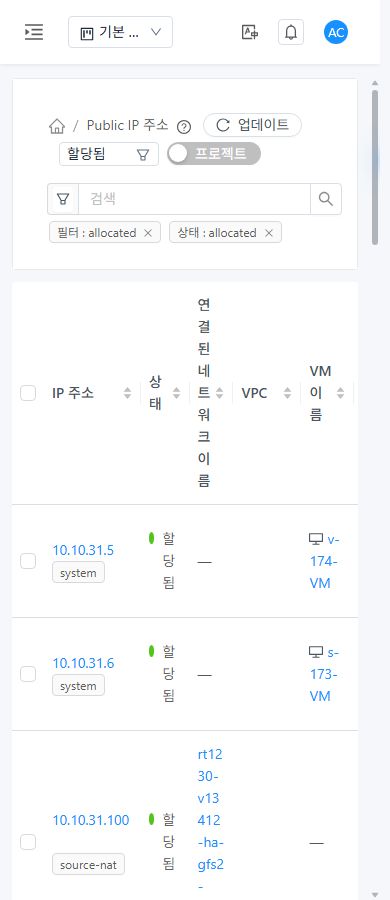 기본 ...
AC
/ Public IP 주소 업데이트
할당됨 프로젝트
검색
필터 : allocated
상태 : allocated
IP 주소
상
태
연
결
된
네
트
워
크
이
름
VPC
VM
이
름
10.10.31.5
system
할
당
됨
—
v-
174-
VM
10.10.31.6
system
할
당
됨
—
s-
173-
VM
10.10.31.100
source-nat
할
당
됨
rt12
30-
v13
412
-ha-
gfs2
-
—